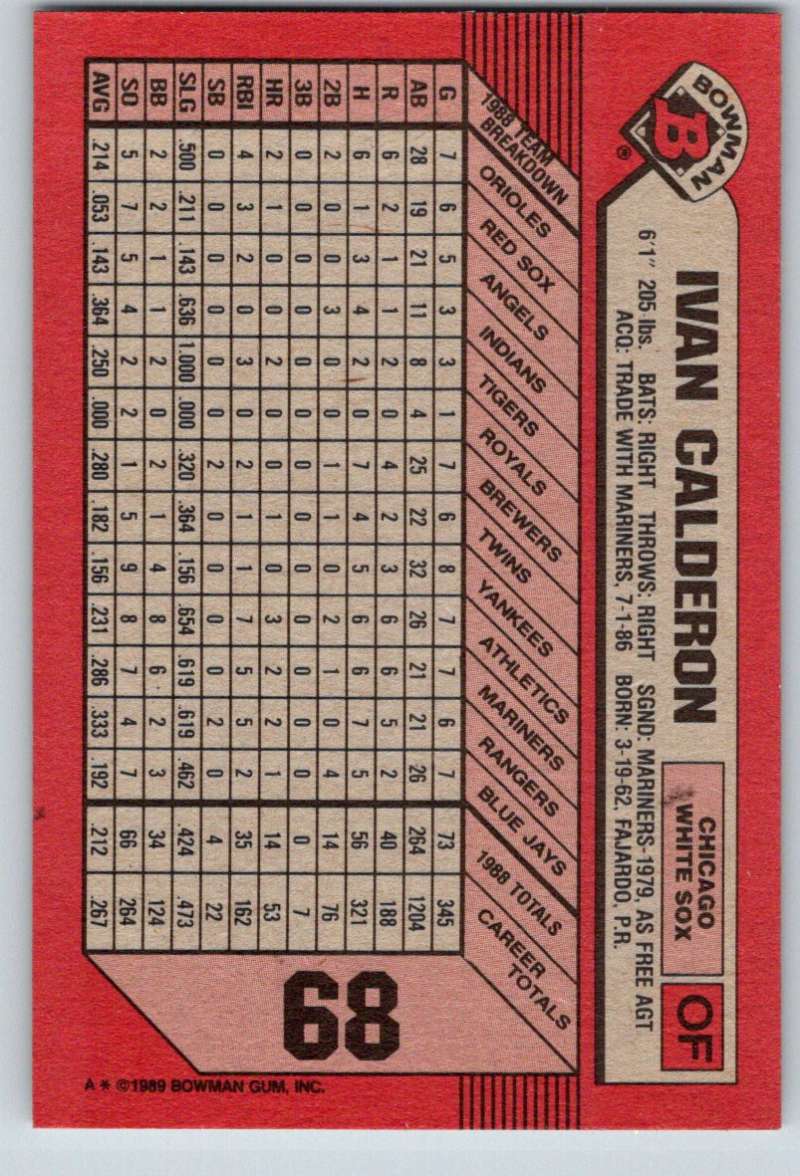 BOWMAN
B
®
IVAN CALDERON
CHICAGO
WHITE SOX
OF
6'1" 205 lbs. BATS: RIGHT THROWS: RIGHT SGND: MARINERS-1979, AS FREE AGT
ACQ: TRADE WITH MARINERS, 7-1-86 BORN: 3-19-62, FAJARDO, P.R.
1988 TEAM
BREAKDOWN
ORIOLES
RED SOX
ANGELS
INDIANS
TIGERS
ROYALS
BREWERS
TWINS
YANKEES
ATHLETICS
MARINERS
RANGERS
BLUE JAYS
1988 TOTALS
CAREER
TOTALS
G 7 6 5 3 3 1 7 6 8 7 7 6 7 73 345
AB 28 19 21 11 8 4 25 22 32 26 21 21 26 264 1204
R 6 2 1 1 2 0 4 2 3 6 6 5 2 40 188
H 6 1 3 4 2 0 7 4 5 6 6 7 5 56 321
2B 2 0 0 3 0 0 1 1 0 2 1 0 4 14 76
3B 0 0 0 0 0 0 0 0 0 0 0 0 0 0 7
HR 2 1 0 0 2 0 0 1 0 3 2 2 1 14 53
RBI 4 3 2 0 3 0 2 1 1 7 5 5 2 35 162
SB 0 0 0 0 0 0 2 0 0 0 0 2 0 4 22
SLG .500 .211 .143 .636 1.000 .000 .320 .364 .156 .654 .619 .619 .462 .424 .473
BB 2 2 1 1 2 0 2 1 4 8 6 2 3 34 124
SO 5 7 5 4 2 2 1 5 9 8 7 4 7 66 264
AVG .214 .053 .143 .364 .250 .000 .280 .182 .156 .231 .286 .333 .192 .212 .267
68
A * ©1989 BOWMAN GUM, INC.